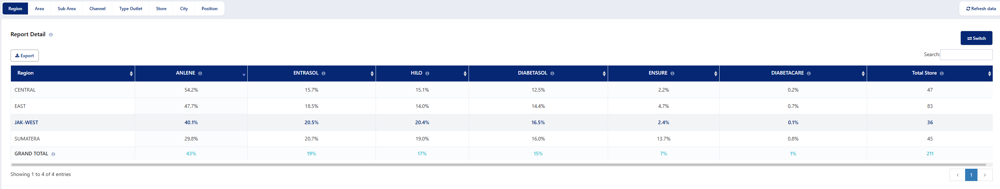 Region Area Sub Area Channel Type Outlet Store City Position Refresh data
Report Detail
Switch
Export
Search:
Region ANLENE ENTRASOL HILO DIABETASOL ENSURE DIABETACARE Total Store
CENTRAL 54.2% 15.7% 15.1% 12.5% 2.2% 0.2% 47
EAST 47.7% 18.5% 14.0% 14.4% 4.7% 0.7% 83
JAK-WEST 40.1% 20.5% 20.4% 16.5% 2.4% 0.1% 36
SUMATERA 29.8% 20.7% 19.0% 16.0% 13.7% 0.8% 45
GRAND TOTAL 43% 19% 17% 15% 7% 1% 211
Showing 1 to 4 of 4 entries
‹ 1 ›